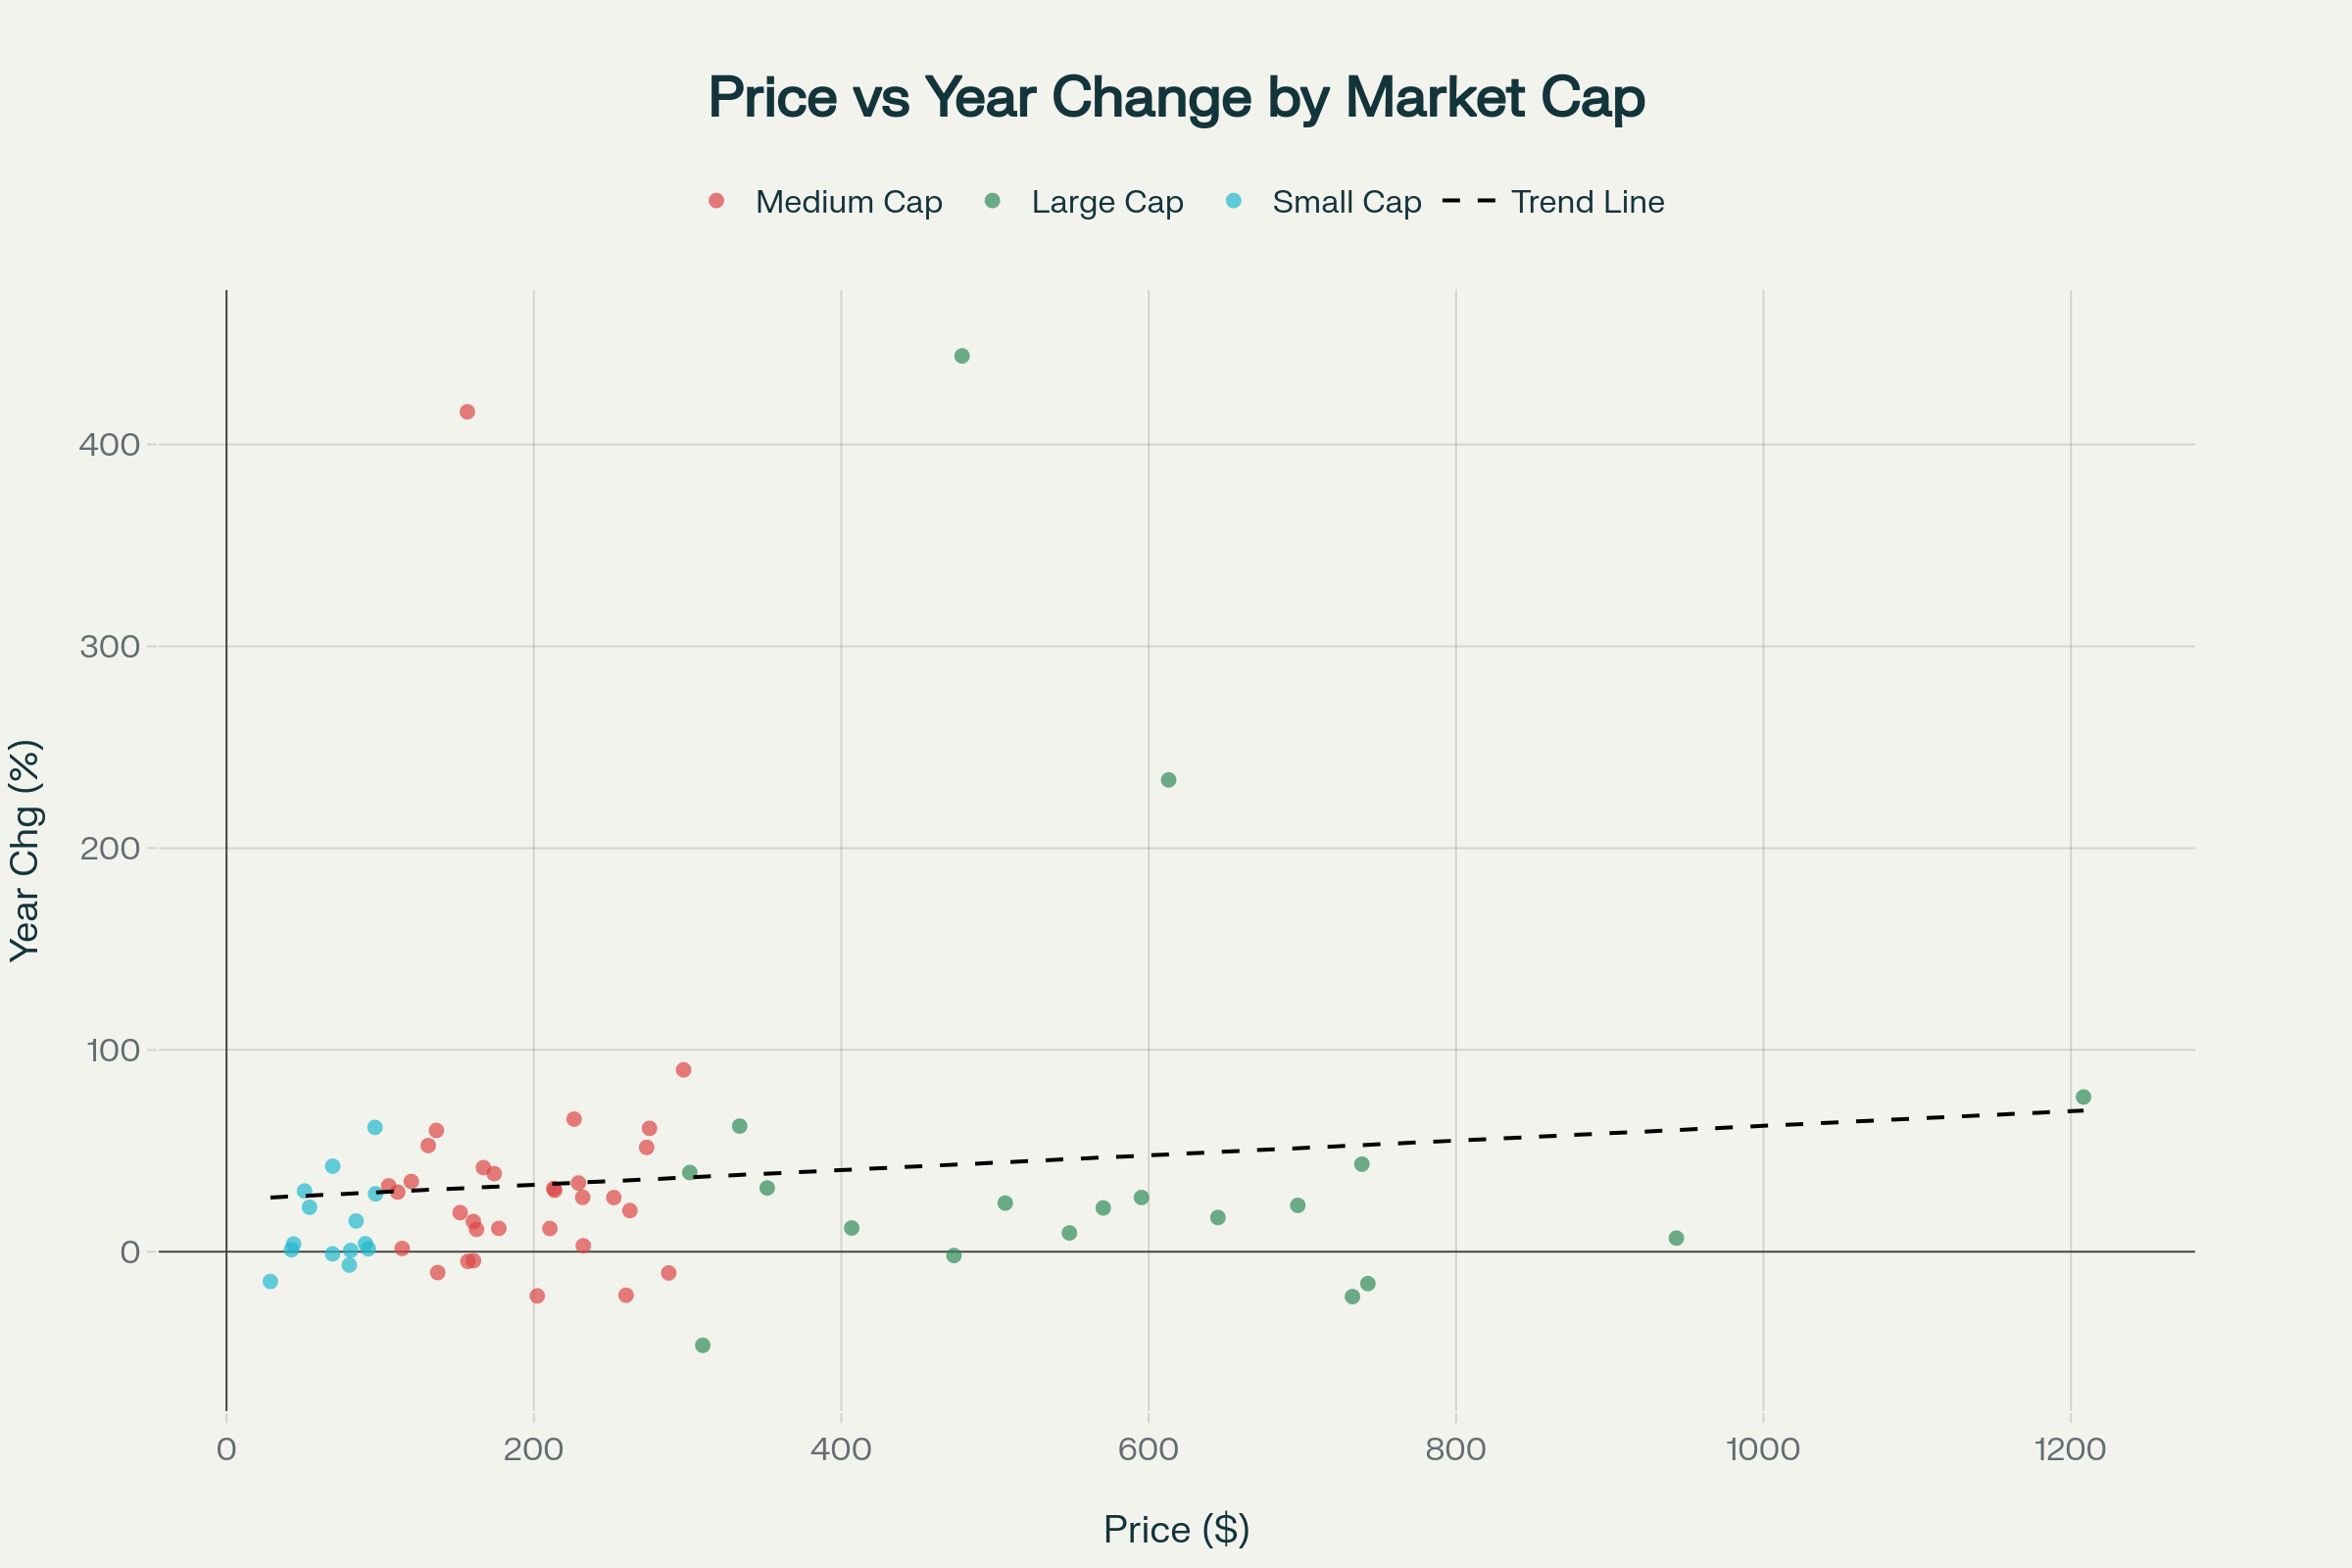 Price vs Year Change by Market Cap
Medium Cap Large Cap Small Cap Trend Line
Year Chg (%)
400
300
200
100
0
0 200 400 600 800 1000 1200
Price ($)